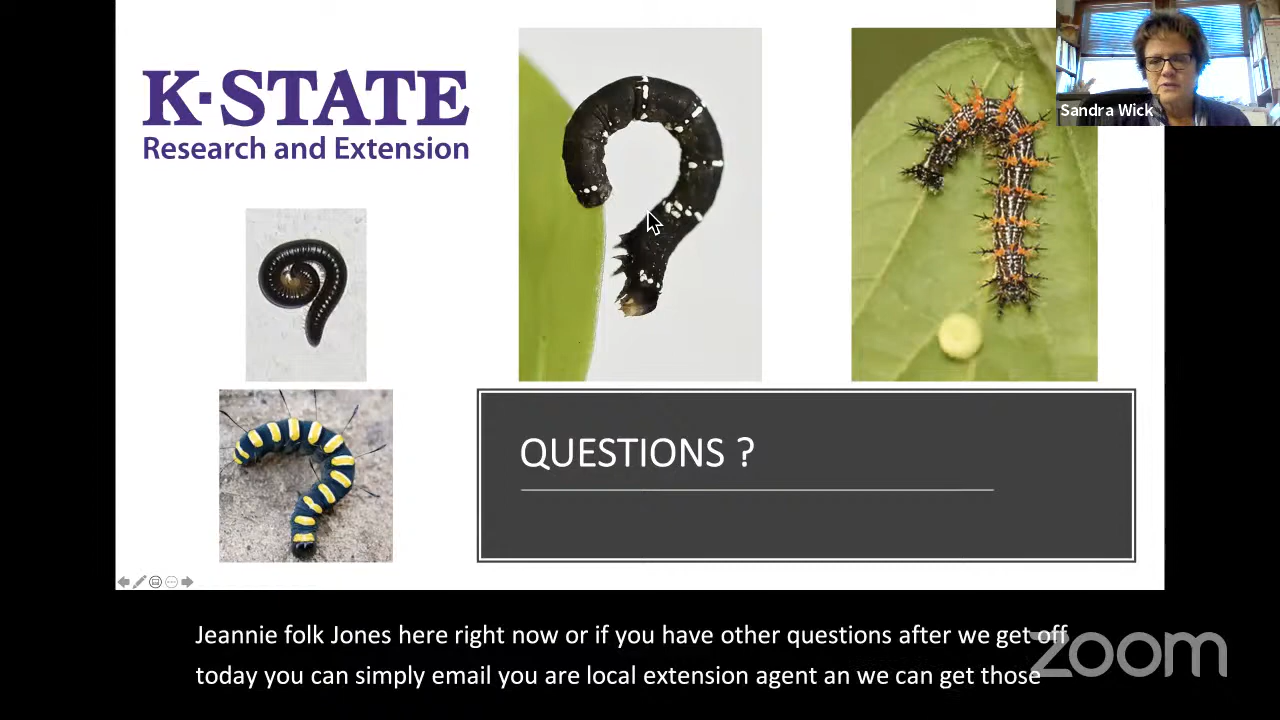 K·STATE
Research and Extension
Sandra Wick
QUESTIONS ?
Jeannie folk Jones here right now or if you have other questions after we get off
today you can simply email you are local extension agent an we can get those
zoom